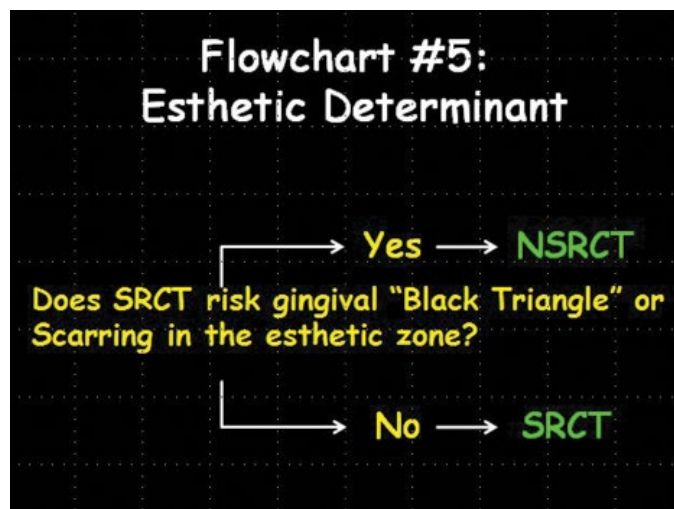 Flowchart #5:
Esthetic Determinant
Yes → NSRCT
Does SRCT risk gingival “Black Triangle” or
Scarring in the esthetic zone?
No → SRCT